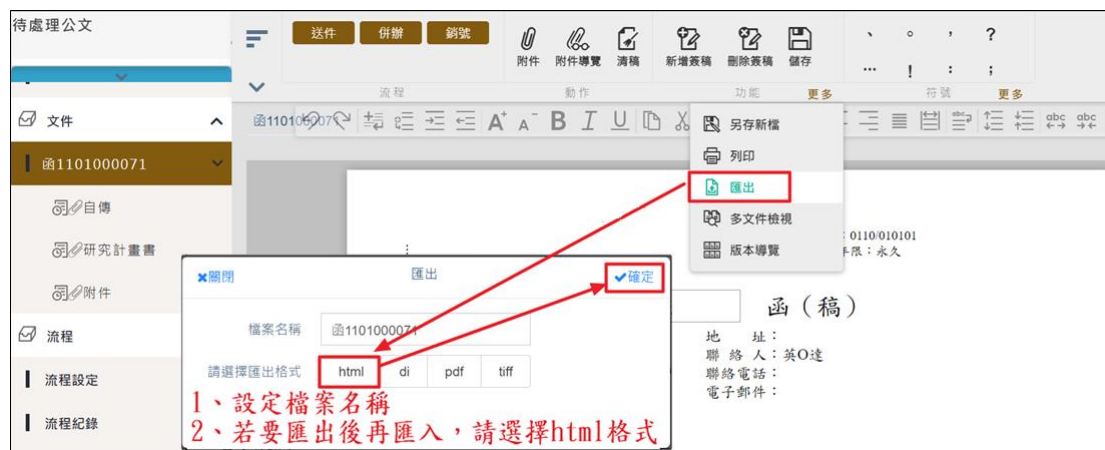 待處理公文
送件 併辦 銷號
附件 附件導覽 清稿 新增簽稿 刪除簽稿 儲存
、 。 , ?
… ! : ;
流程 動作 功能 更多 符號 更多
文件
函1101000071
A⁺ A⁻ B I U
abc abc
函1101000071
自傳
研究計畫書
附件
流程
流程設定
流程紀錄
另存新檔
列印
匯出
多文件檢視
版本導覽
:0110/010101
年限:永久
函(稿)
地 址:
聯 絡 人:英O達
聯絡電話:
電子郵件:
✖關閉 匯出 ✔確定
檔案名稱 函1101000071
請選擇匯出格式 html di pdf tiff
1、設定檔案名稱
2、若要匯出後再匯入,請選擇html格式